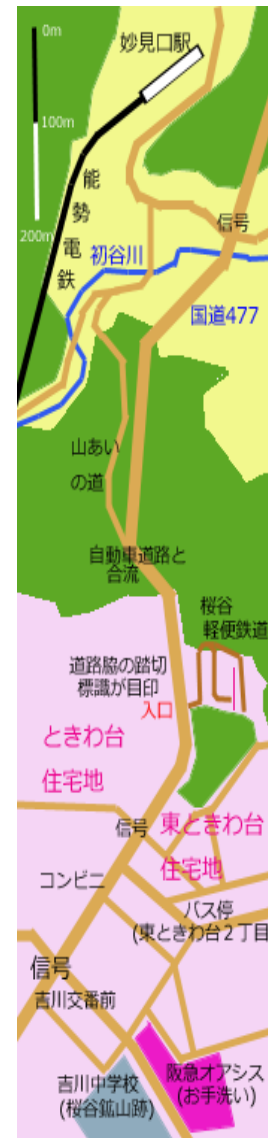 0m
100m
200m
妙見口駅
能勢電鉄
信号
初谷川
国道477
山あい
の道
自動車道路と
合流
桜谷
軽便鉄道
道路脇の踏切
標識が目印
入口
ときわ台
住宅地
信号
東ときわ台
住宅地
コンビニ
バス停
(東ときわ台2丁目
信号
吉川交番前
阪急オアシス
(お手洗い)
吉川中学校
(桜谷鉱山跡)